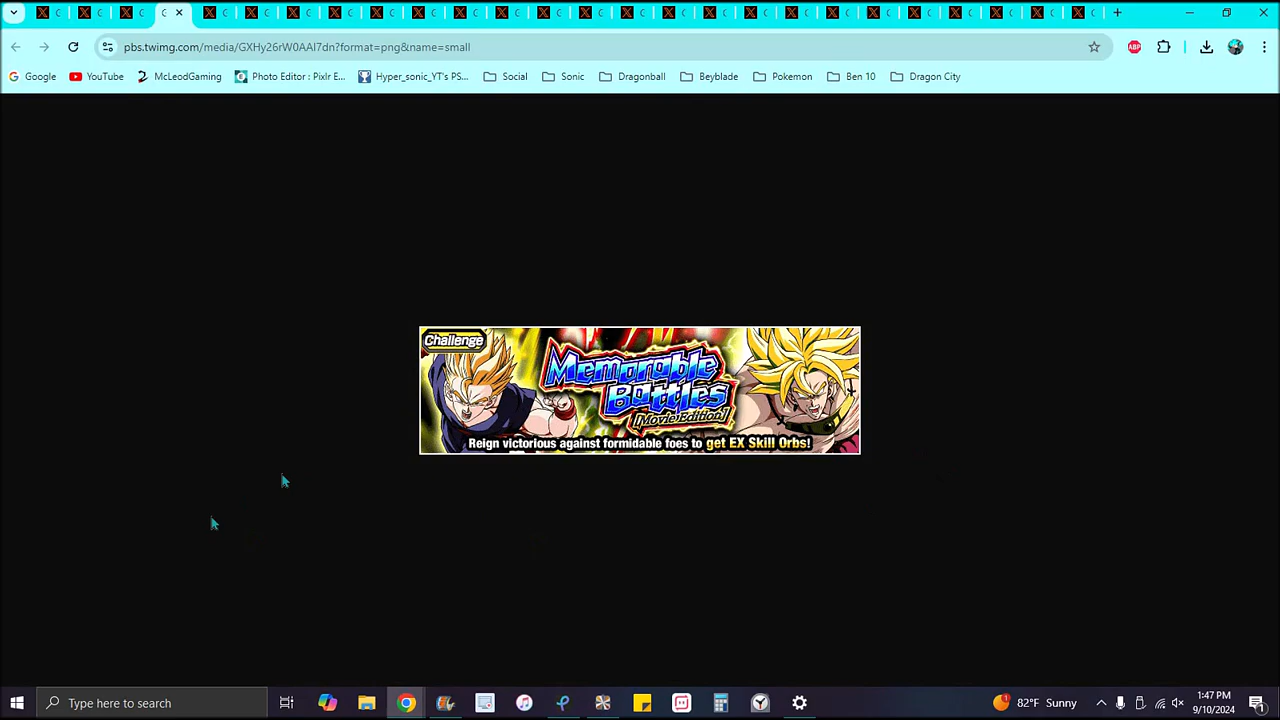 pbs.twimg.com/media/GXHy26rW0AAl7dn?format=png&name=small
ABP
Google
YouTube
McLeodGaming
Photo Editor : Pixlr E...
Hyper_sonic_YT's PS...
Social
Sonic
Dragonball
Beyblade
Pokemon
Ben 10
Dragon City
Challenge
Memorable
Battles
[Movie Edition]
Reign victorious against formidable foes to get EX Skill Orbs!
Type here to search
82°F Sunny
1:47 PM
9/10/2024